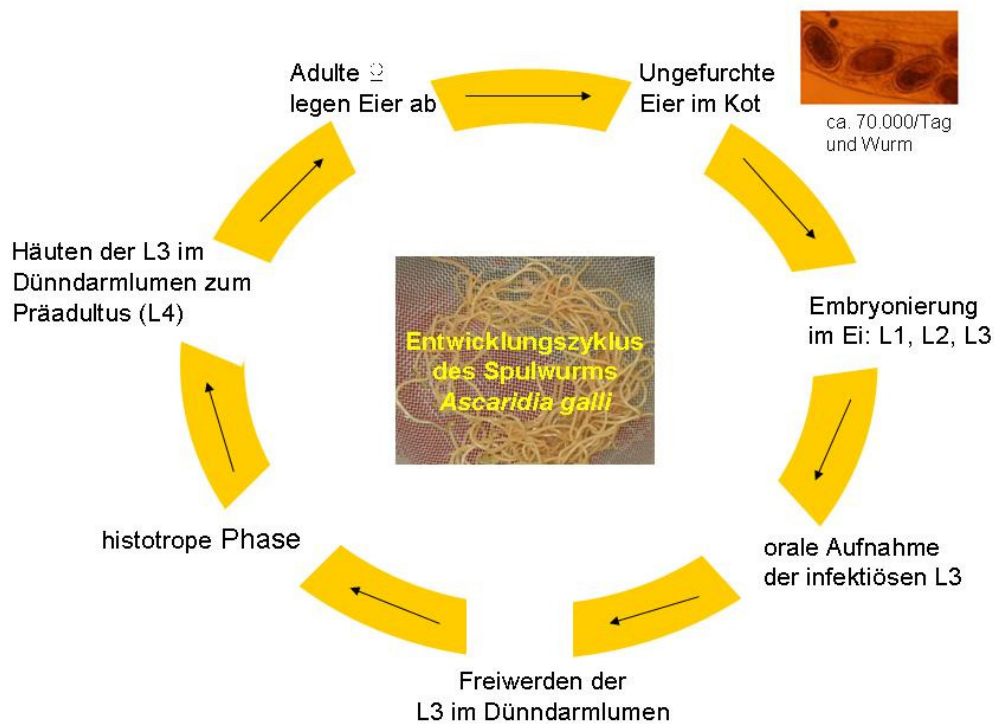 Adulte ♀
legen Eier ab
Ungefurchte
Eier im Kot
ca. 70.000/Tag
und Wurm
Embryonierung
im Ei: L1, L2, L3
orale Aufnahme
der infektiösen L3
Freiwerden der
L3 im Dünndarmlumen
histotrope Phase
Häuten der L3 im
Dünndarmlumen zum
Präadultus (L4)
Entwicklungszyklus
des Spulwurms
Ascaridia galli